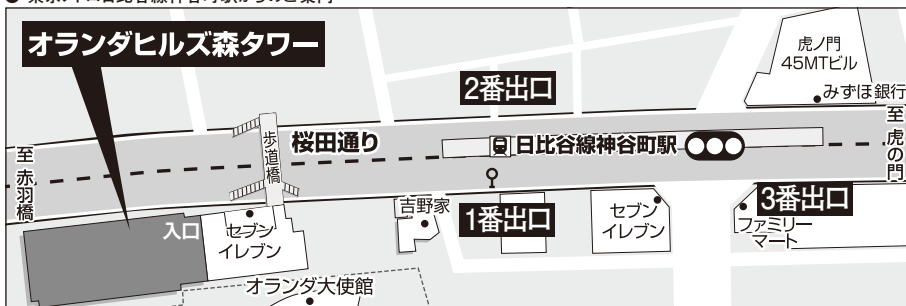 ● 東京メトロ日比谷線神谷町駅からのご案内
オランダヒルズ森タワー
虎ノ門
45MTビル
2番出口
みずほ銀行
至 虎の門
桜田通り
歩道橋
日比谷線神谷町駅
至 赤羽橋
入口
セブン
イレブン
吉野家
1番出口
セブン
イレブン
3番出口
ファミリー
マート
オランダ大使館